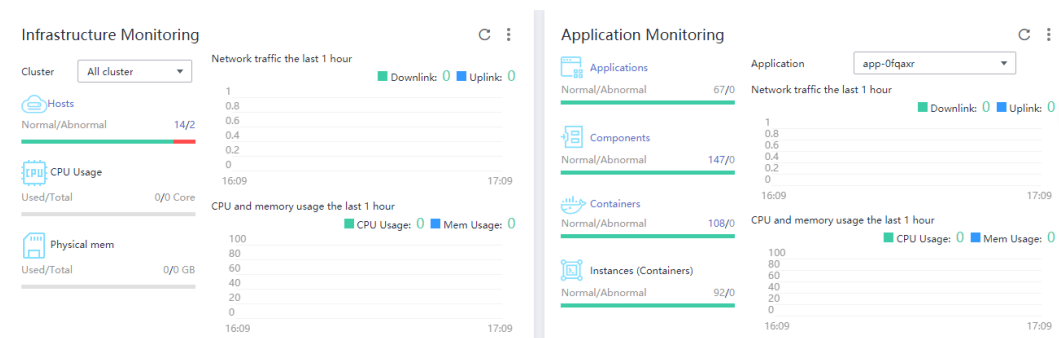 Infrastructure Monitoring
Cluster All cluster
Hosts
Normal/Abnormal 14/2
CPU
CPU Usage
Used/Total 0/0 Core
Physical mem
Used/Total 0/0 GB
Network traffic the last 1 hour
Downlink: 0 Uplink: 0
1
0.8
0.6
0.4
0.2
0
16:09 17:09
CPU and memory usage the last 1 hour
CPU Usage: 0 Mem Usage: 0
100
80
60
40
20
0
16:09 17:09
Application Monitoring
Applications
Normal/Abnormal 67/0
Components
Normal/Abnormal 147/0
Containers
Normal/Abnormal 108/0
Instances (Containers)
Normal/Abnormal 92/0
Application app-0fqaxr
Network traffic the last 1 hour
Downlink: 0 Uplink: 0
1
0.8
0.6
0.4
0.2
0
16:09 17:09
CPU and memory usage the last 1 hour
CPU Usage: 0 Mem Usage: 0
100
80
60
40
20
0
16:09 17:09